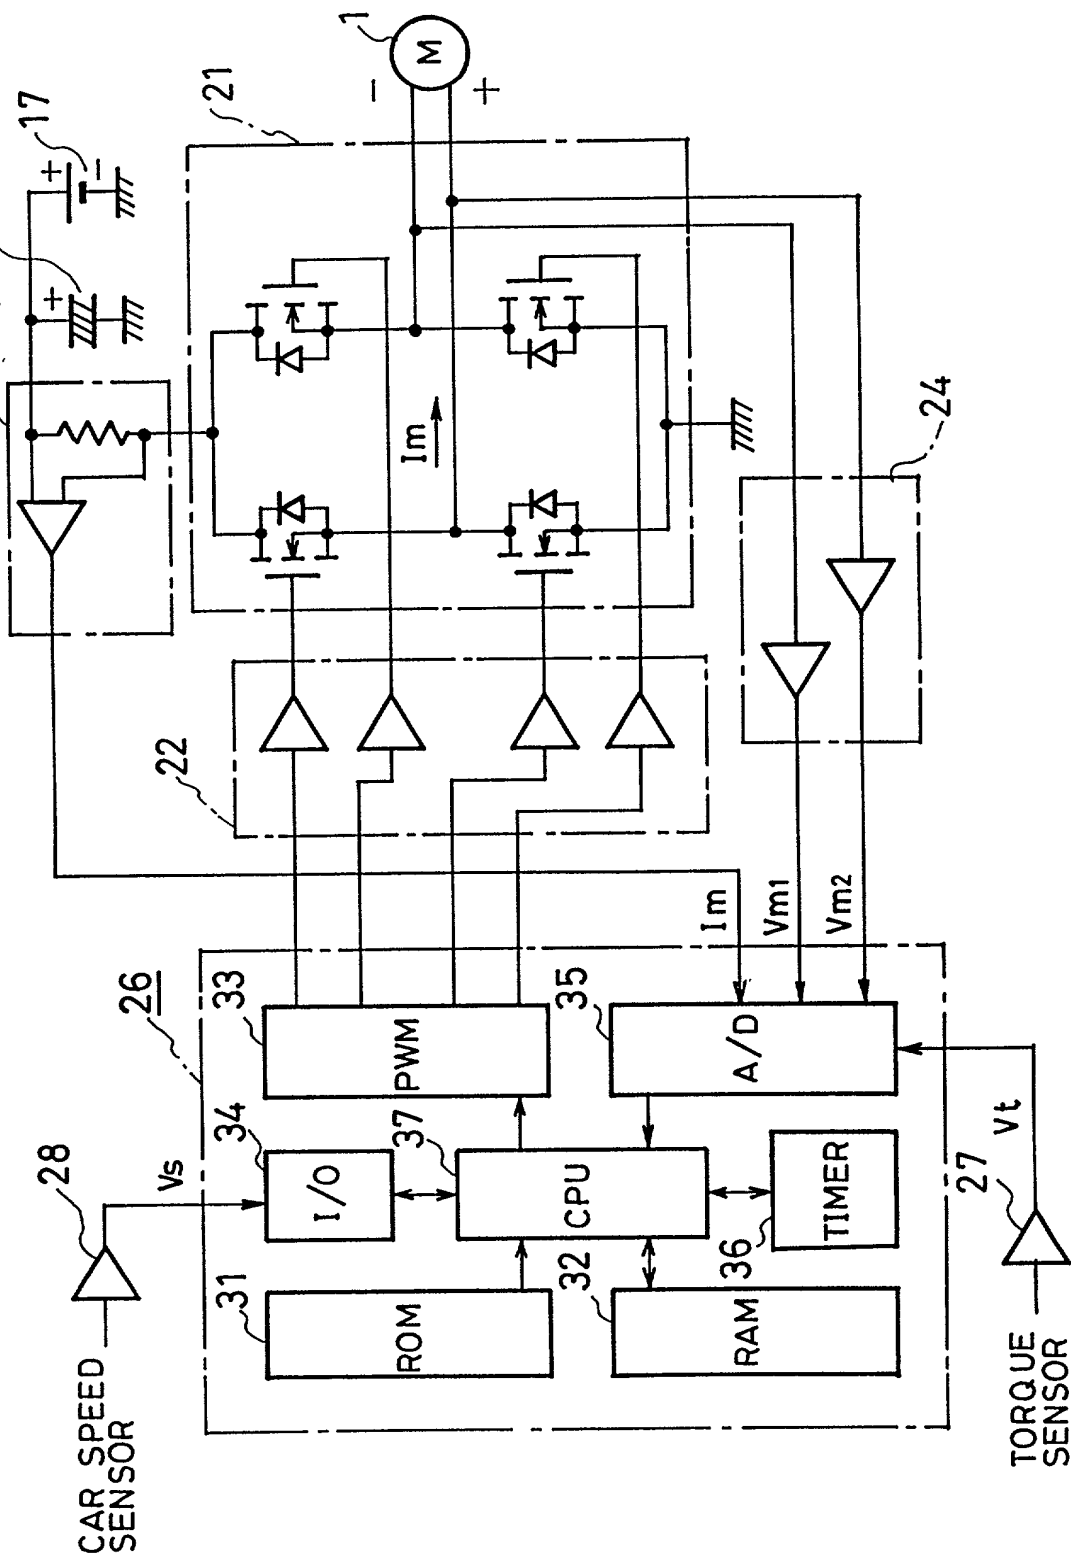 CAR SPEED
SENSOR
28
Vs
26
31
ROM
34
I/O
33
PWM
37
CPU
32
RAM
36
TIMER
35
A/D
TORQUE
SENSOR
27
Vt
Im
Vm1
Vm2
22
24
21
Im
+
17
+
−
1
M
−
+